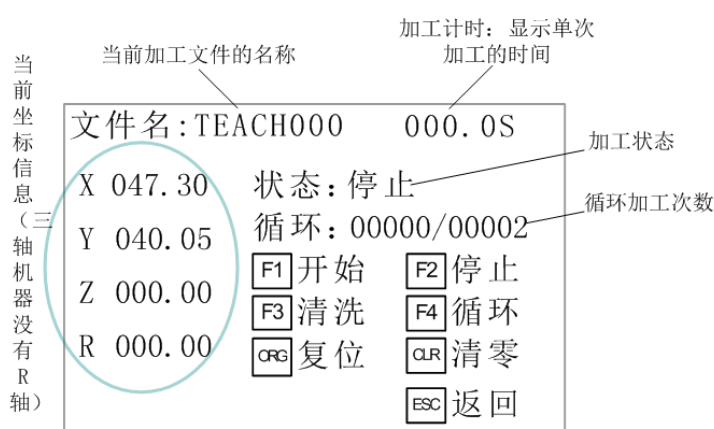 加工计时：显示单次
加工的时间
当前加工文件的名称
当前坐标信息（三轴机器没有R轴）
文件名:TEACH000 000.0S
加工状态
X 047.30 状态:停止
循环加工次数
Y 040.05 循环:00000/00002
F1 开始 F2 停止
Z 000.00
F3 清洗 F4 循环
R 000.00
ORG 复位 CLR 清零
ESC 返回